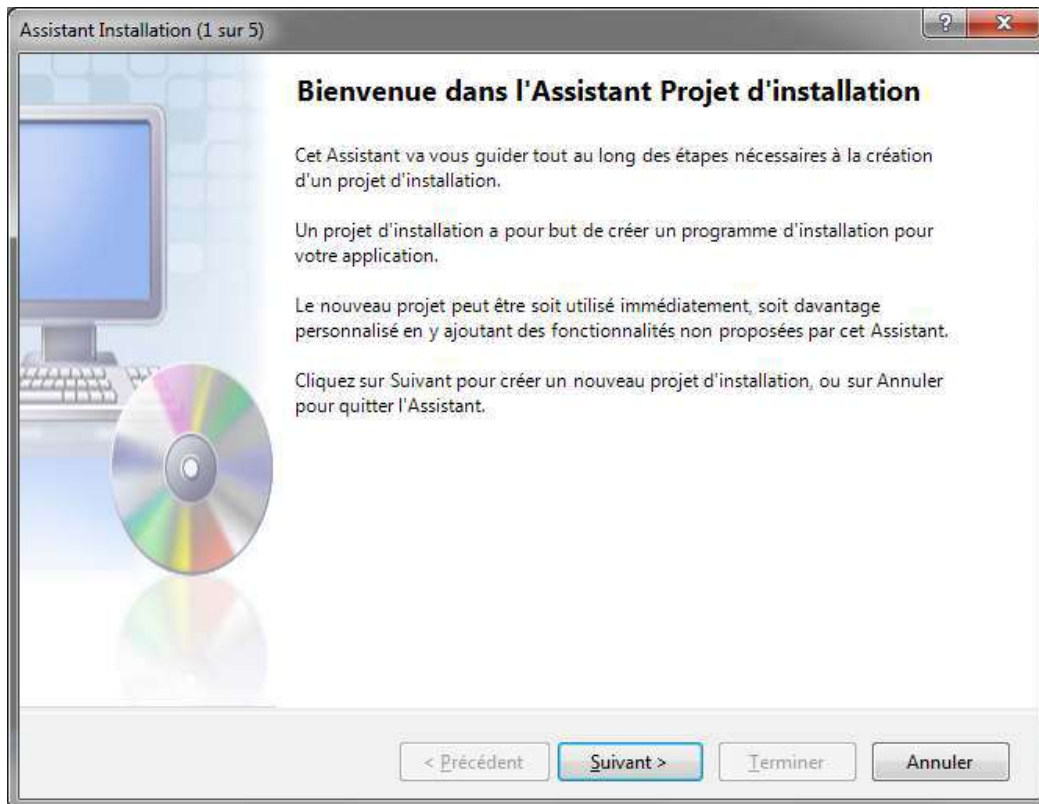 Assistant Installation (1 sur 5)
Bienvenue dans l'Assistant Projet d'installation
Cet Assistant va vous guider tout au long des étapes nécessaires à la création
d'un projet d'installation.
Un projet d'installation a pour but de créer un programme d'installation pour
votre application.
Le nouveau projet peut être soit utilisé immédiatement, soit davantage
personnalisé en y ajoutant des fonctionnalités non proposées par cet Assistant.
Cliquez sur Suivant pour créer un nouveau projet d'installation, ou sur Annuler
pour quitter l'Assistant.
< Précédent Suivant > Terminer Annuler